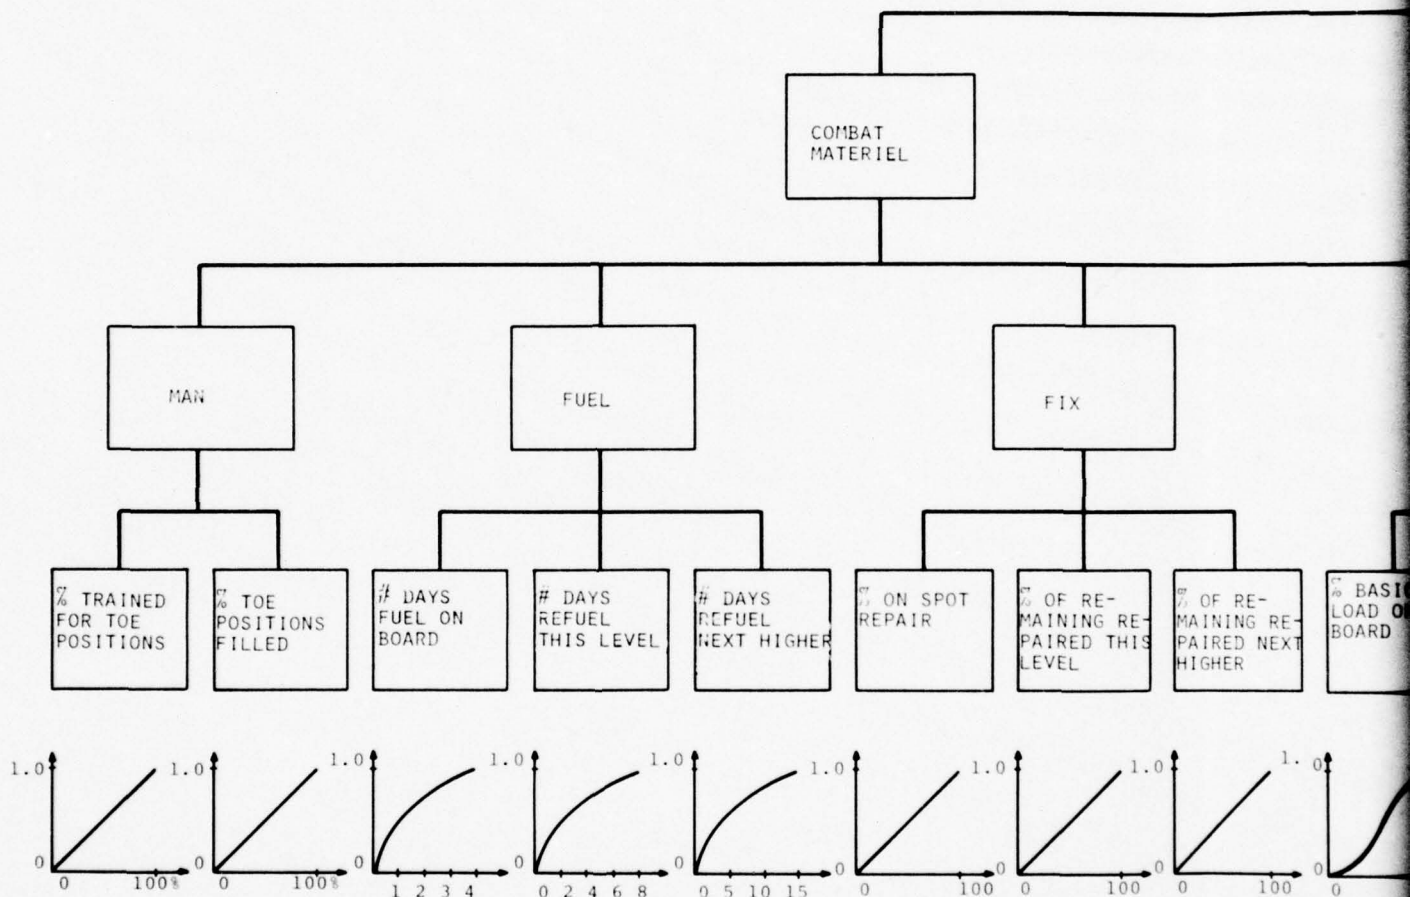 COMBAT
MATERIEL
MAN
FUEL
FIX
% TRAINED
FOR TOE
POSITIONS
% TOE
POSITIONS
FILLED
# DAYS
FUEL ON
BOARD
# DAYS
REFUEL
THIS LEVEL
# DAYS
REFUEL
NEXT HIGHER
% ON SPOT
REPAIR
% OF RE-
MAINING RE-
PAIRED THIS
LEVEL
% OF RE-
MAINING RE-
PAIRED NEXT
HIGHER
% BASIC
LOAD
BOARD
1.0
0
0 100%
1.0
0
0 100%
1.0
0
1 2 3 4
1.0
0
0 2 4 6 8
1.0
0
0 5 10 15
1.0
0
0 100
1.0
0
0 100
1.0
0
0 100
1.0
0
0